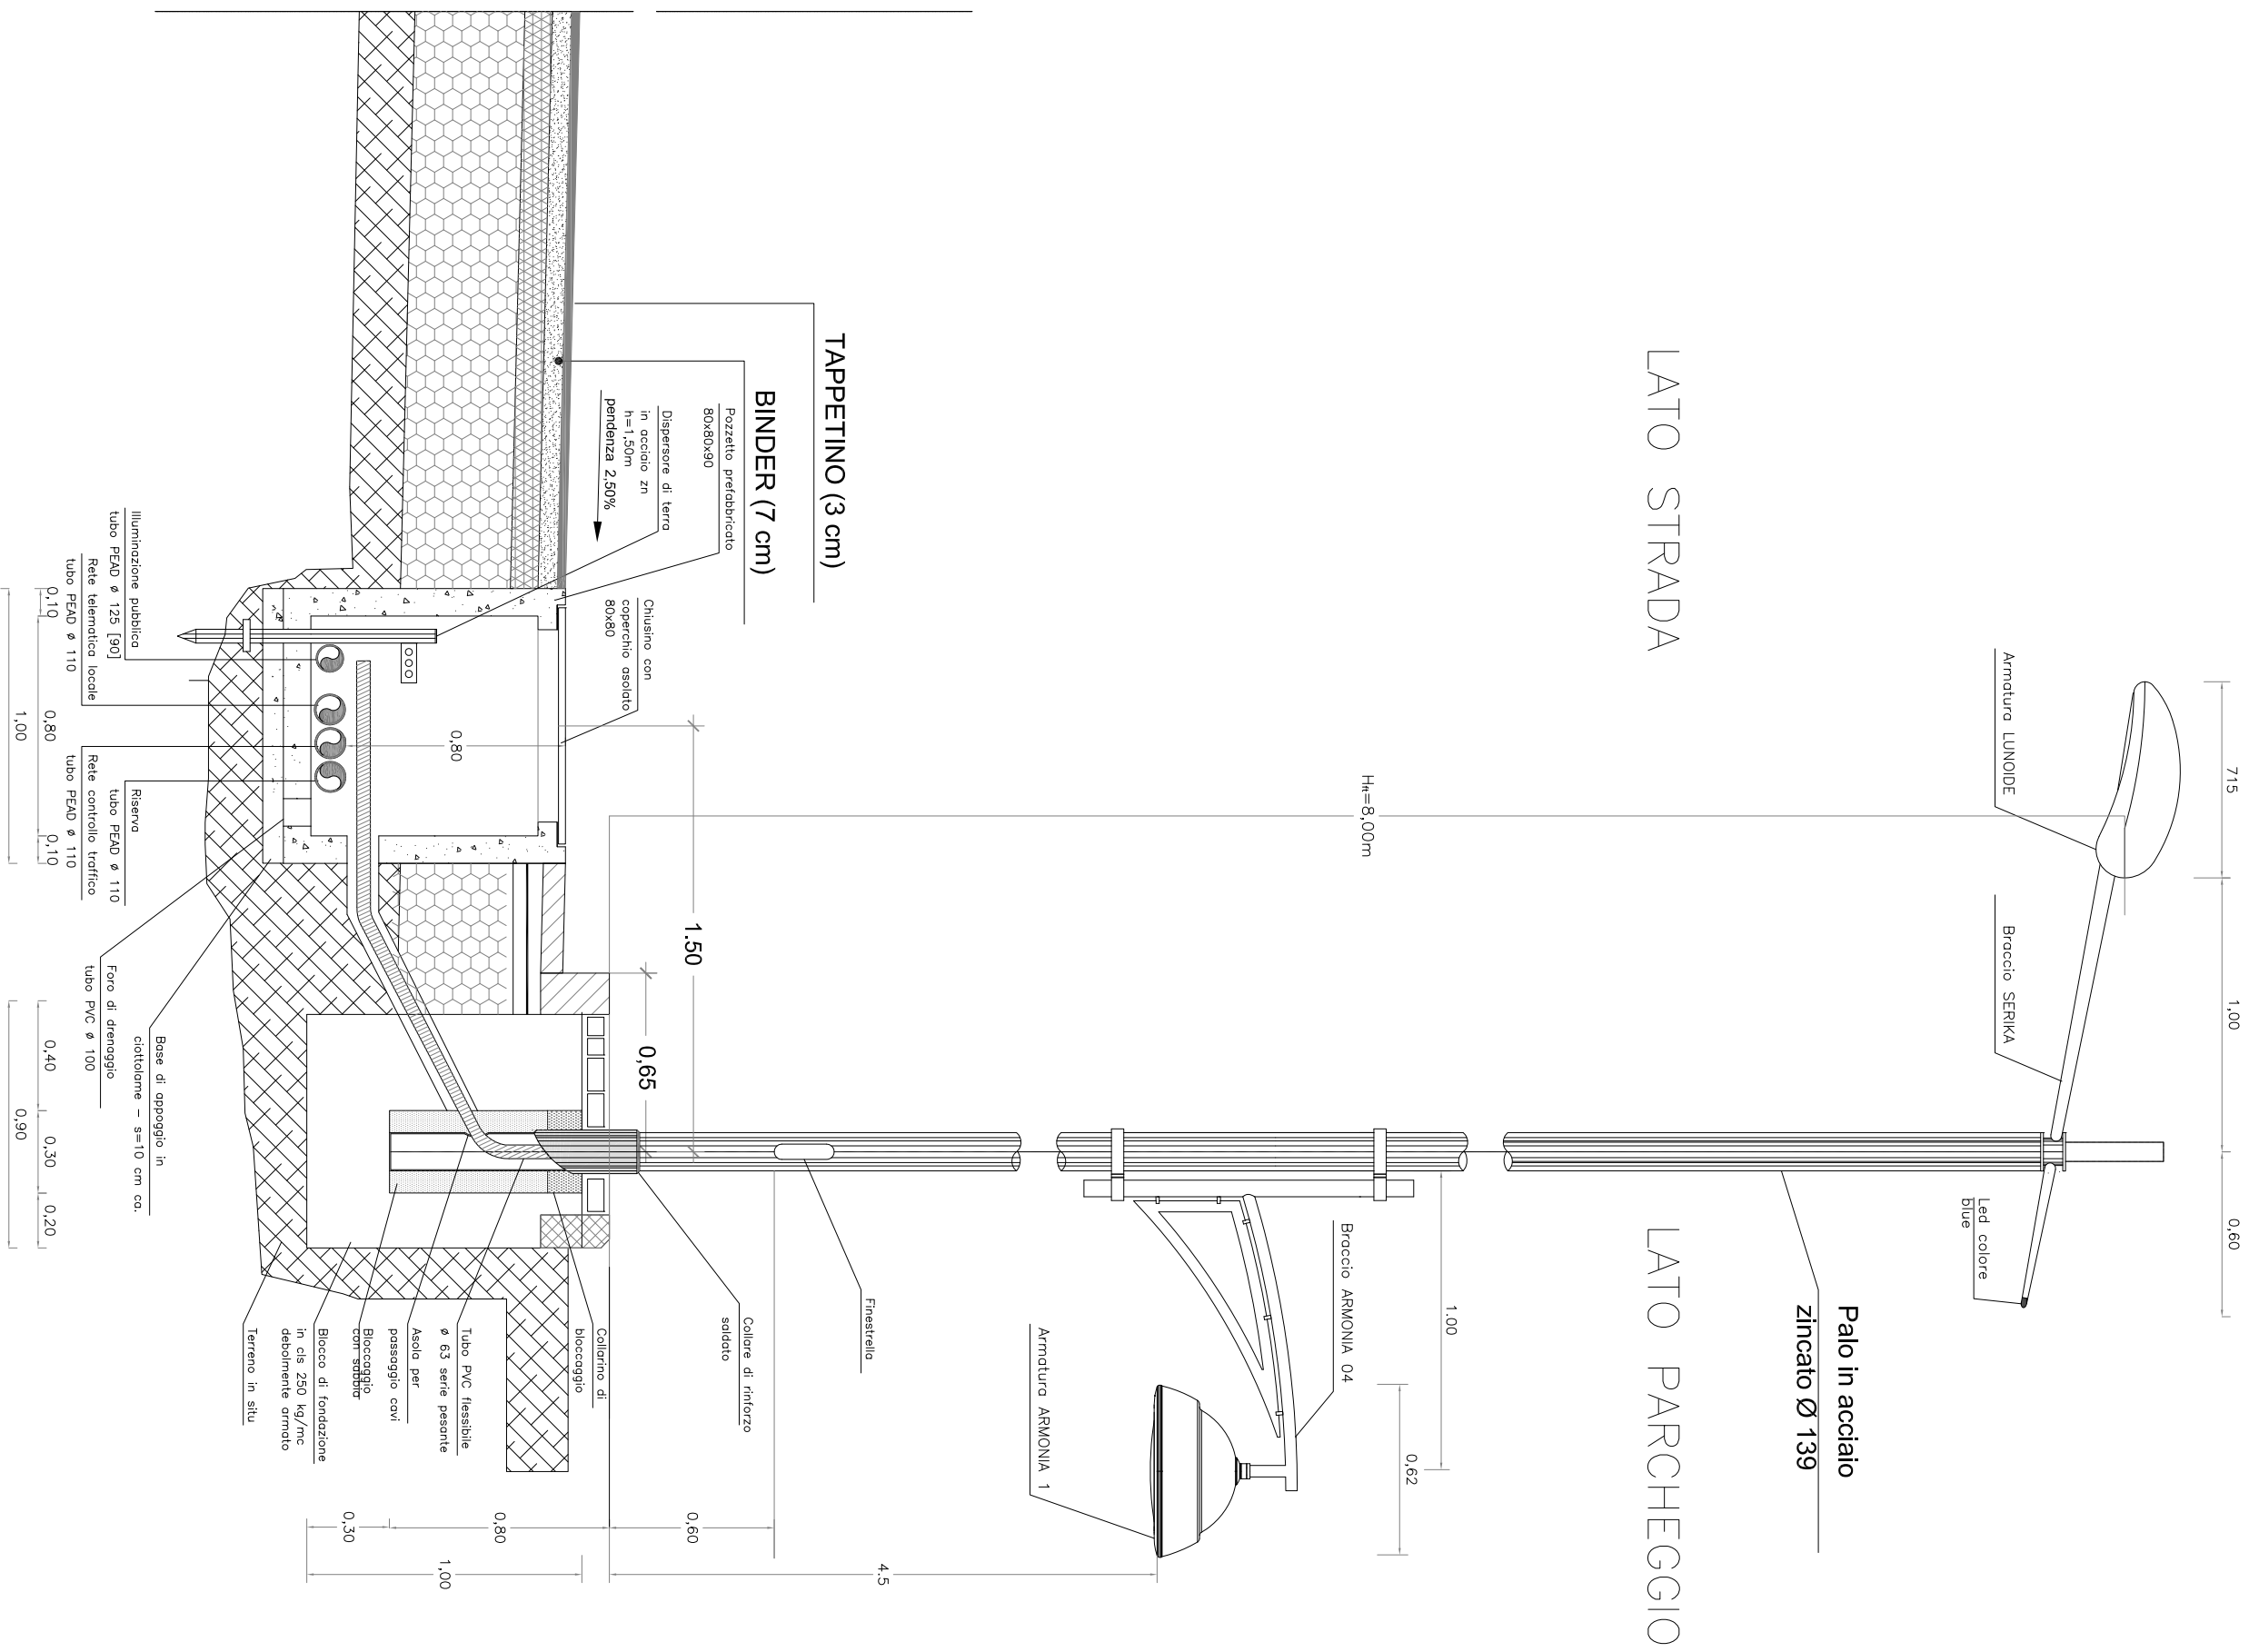 715
1,00
0,60
Armatura LUNOIDE
Braccio SERIKA
Led colore
blue
Palo in acciaio
zincato Ø 139
LATO STRADA
LATO PARCHEGGIO
1.00
0,62
Hft=8,00m
Braccio ARMONIA 04
Armatura ARMONIA 1
4.5
Finestrella
TAPPETINO (3 cm)
BINDER (7 cm)
Collare di rinforzo
saldato
Pozzetto prefabbricato
80x80x90
1.50
0,60
Dispersore di terra
in acciaio zn
h=1,50m
pendenza 2,50%
Chiusino con
coperchio asolato
80x80
0,65
Collarino di
bloccaggio
0,80
0,80
Tubo PVC flessibile
ø 63 serie pesante
1,00
Asola per
passaggio cavi
Bloccaggio
con sabbia
0,30
Blocco di fondazione
in cls 250 kg/mc
debolmente armato
Terreno in situ
Illuminazione pubblica
tubo PEAD ø 125 [90]
Rete telematica locale
tubo PEAD ø 110
Riserva
tubo PEAD ø 110
Rete controllo traffico
tubo PEAD ø 110
Base di appoggio in
ciottolame – s=10 cm ca.
Foro di drenaggio
tubo PVC ø 100
0,10
0,80
0,10
0,40
0,30
0,20
1,00
0,90